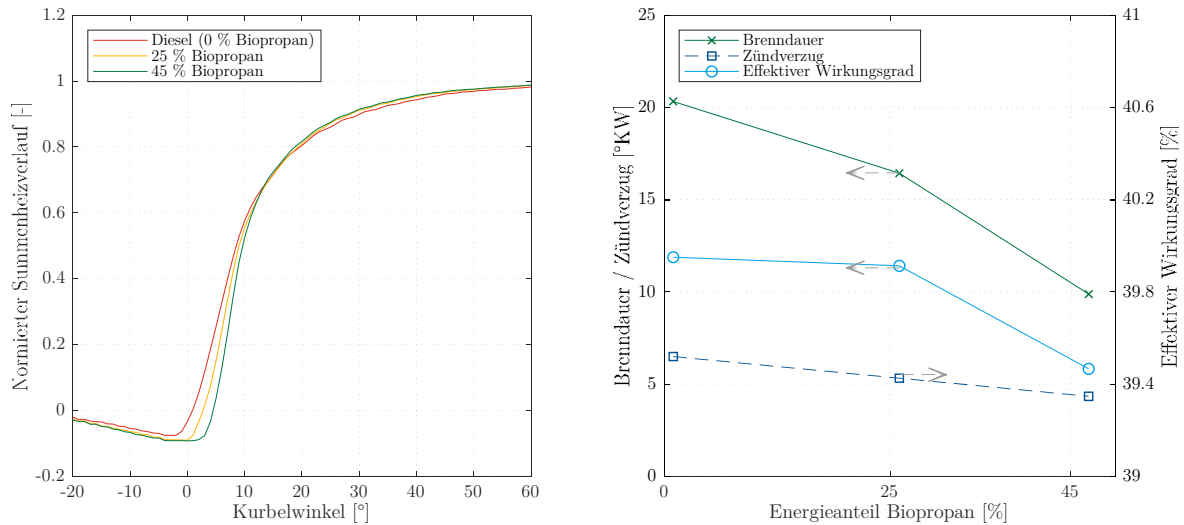 Diesel (0 % Biopropan)
25 % Biopropan
45 % Biopropan
1.2
1
0.8
0.6
0.4
0.2
0
-0.2
-20
-10
0
10
20
30
40
50
60
Kurbelwinkel [°]
Normierter Summenheizverlauf [-]
Brenndauer
Zündverzug
Effektiver Wirkungsgrad
25
20
15
10
5
0
0
25
45
Energieanteil Biopropan [%]
Brenndauer / Zündverzug [°KW]
41
40.6
40.2
39.8
39.4
39
Effektiver Wirkungsgrad [%]